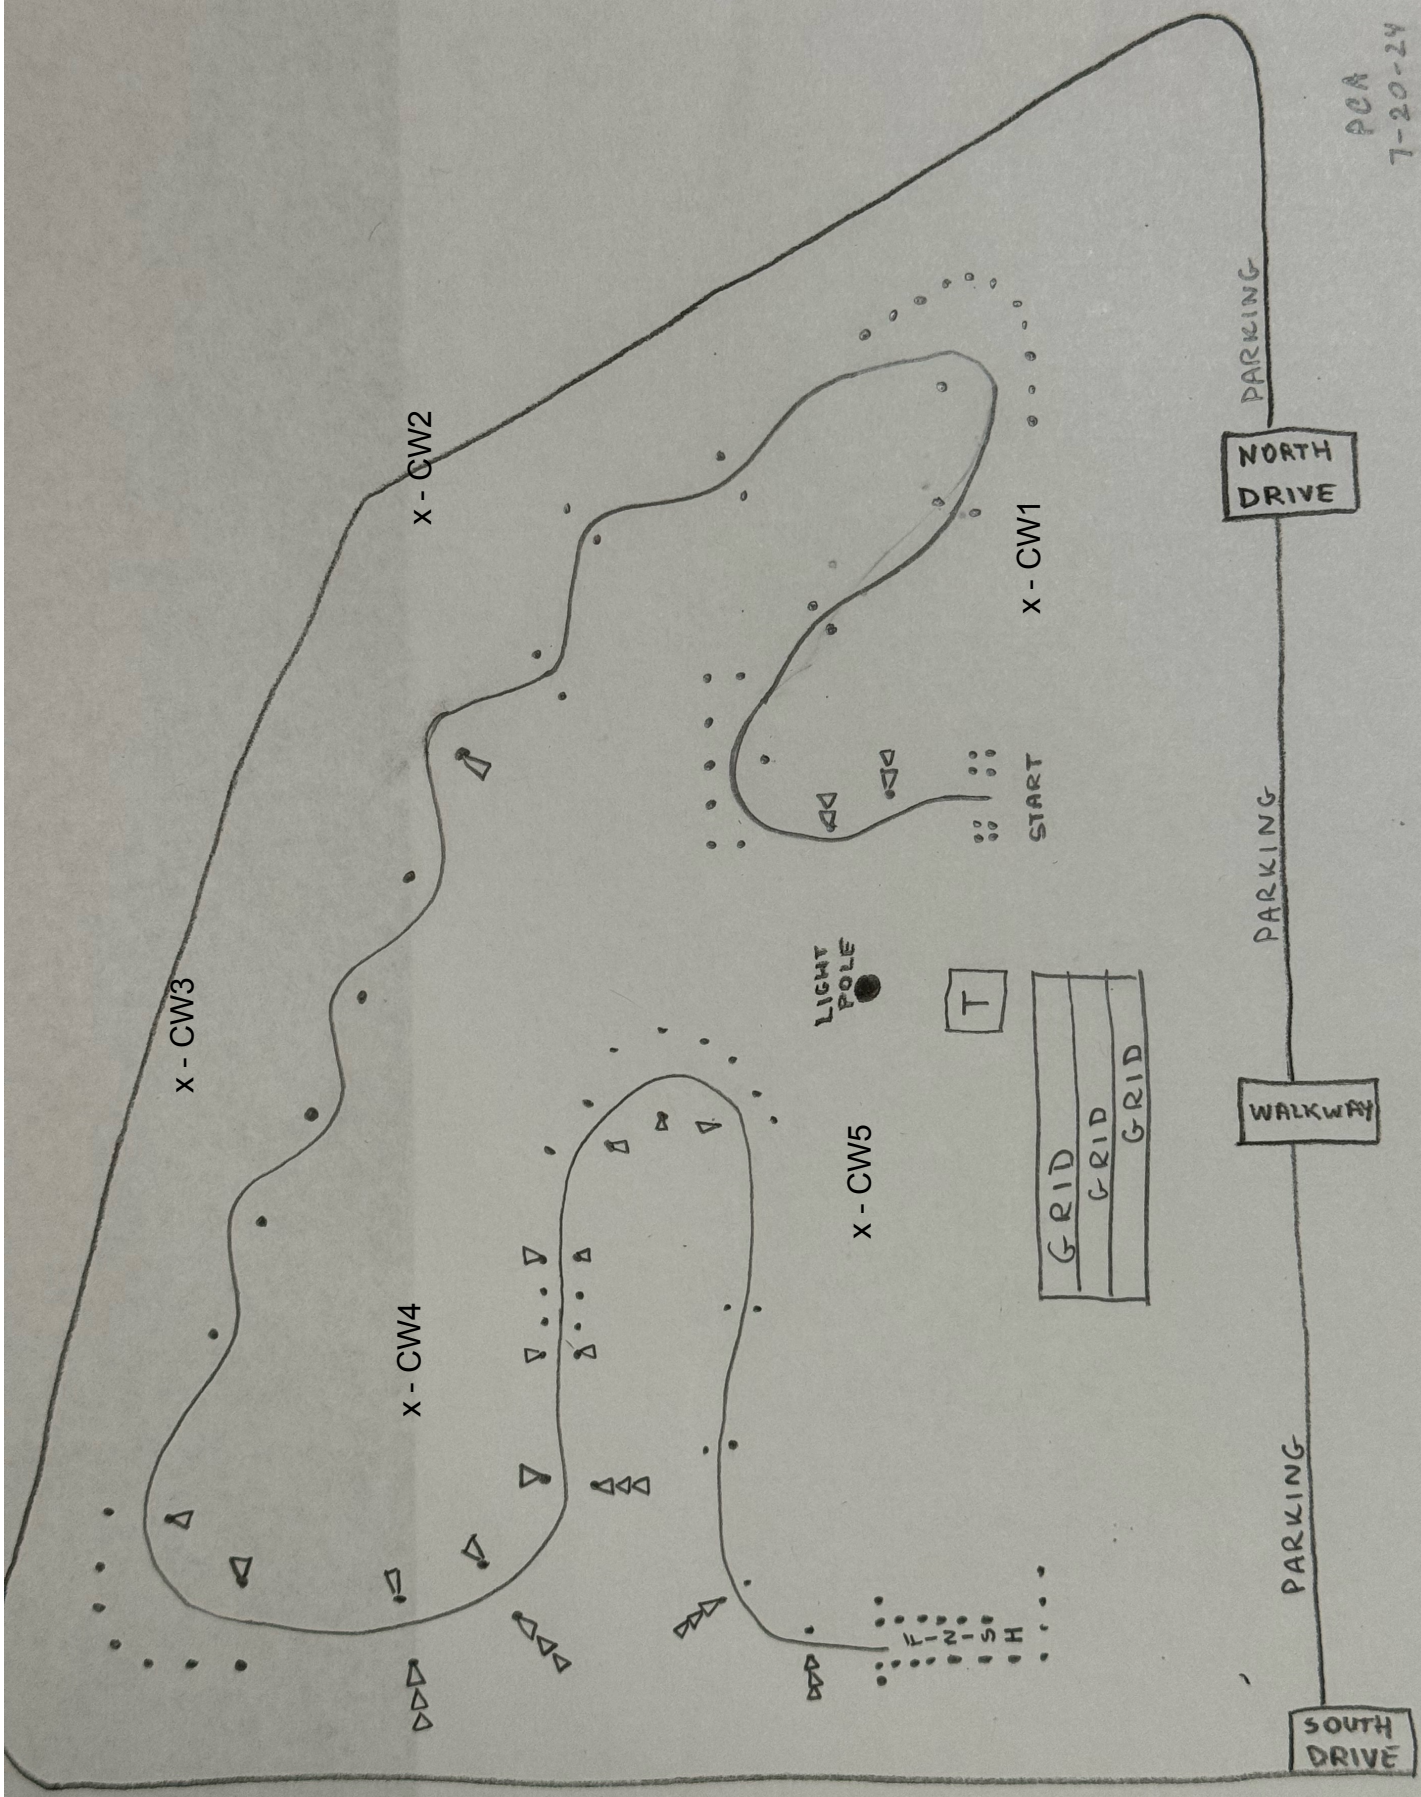 PCA
7-20-24
x - CW2
PARKING
NORTH
DRIVE
x - CW1
START
PARKING
LIGHT
POLE
x - CW3
T
GRID
GRID
GRID
WALKWAY
x - CW5
x - CW4
PARKING
FINISH
SOUTH
DRIVE